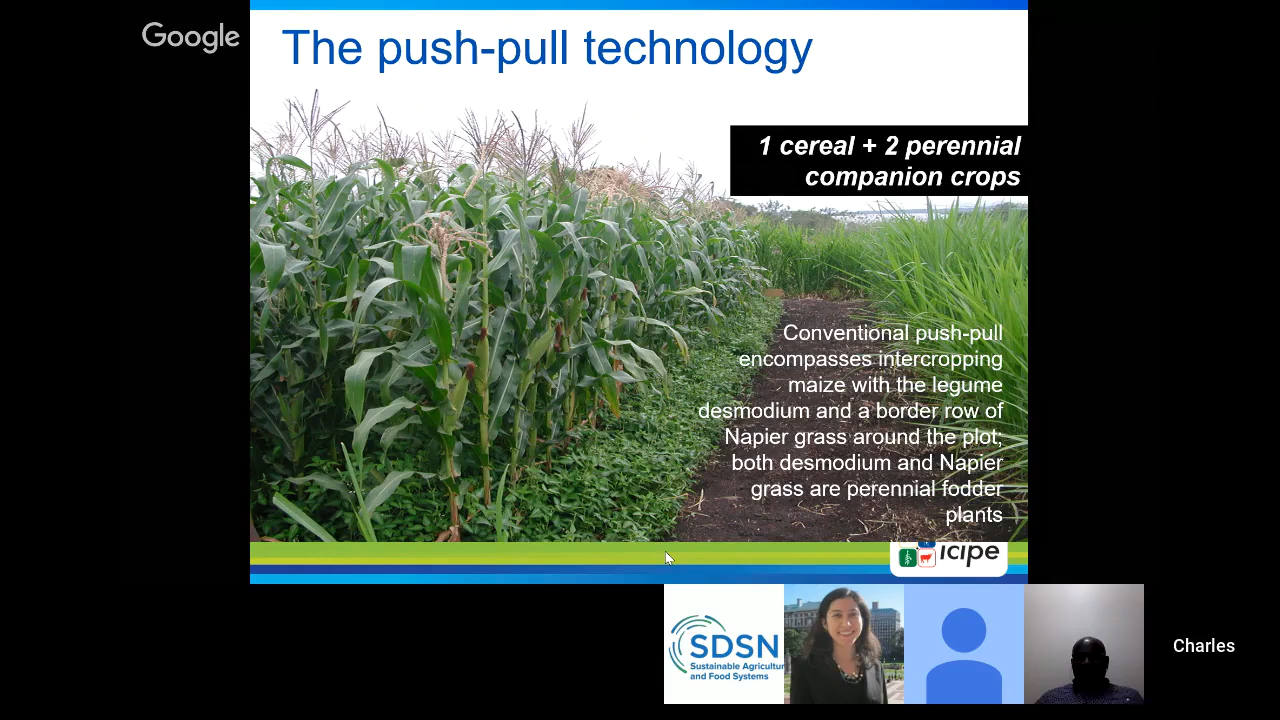 Google
The push-pull technology
1 cereal + 2 perennial
companion crops
Conventional push-pull
encompasses intercropping
maize with the legume
desmodium and a border row of
Napier grass around the plot;
both desmodium and Napier
grass are perennial fodder
plants
icipe
SDSN
Sustainable Agricultu
and Food Systems
Charles